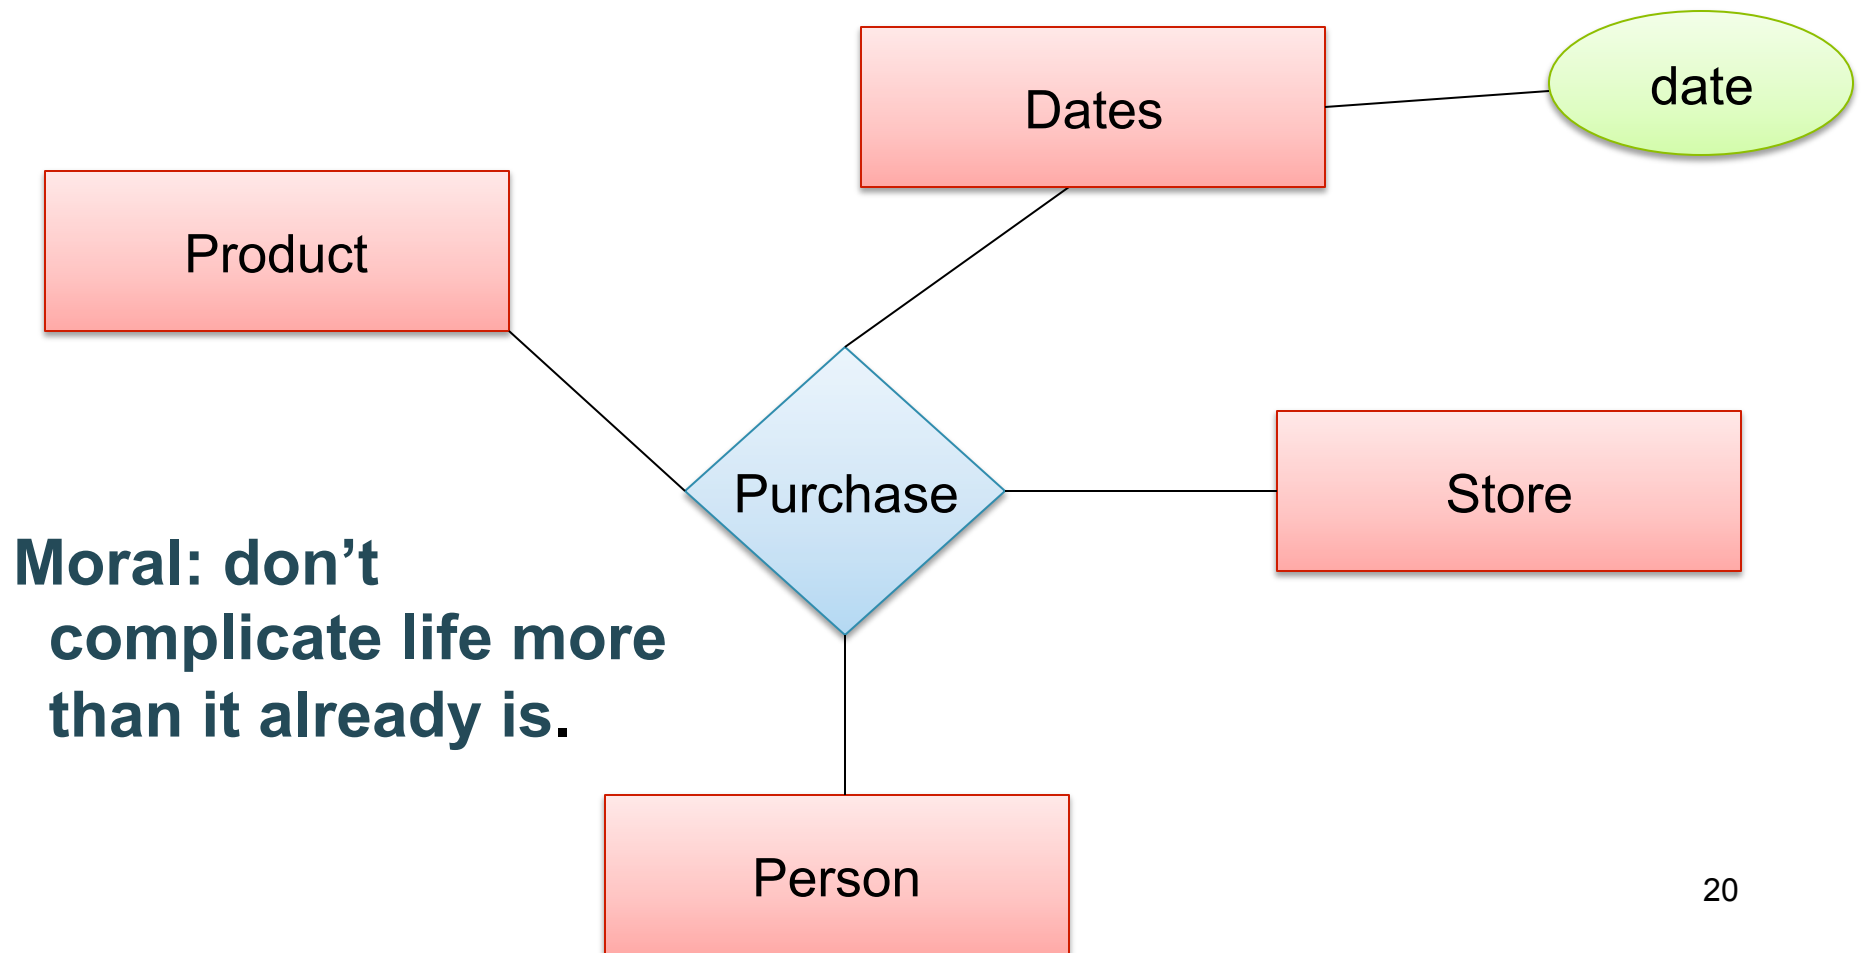 Dates
date
Product
Purchase
Store
Moral: don’t
complicate life more
than it already is.
Person
20